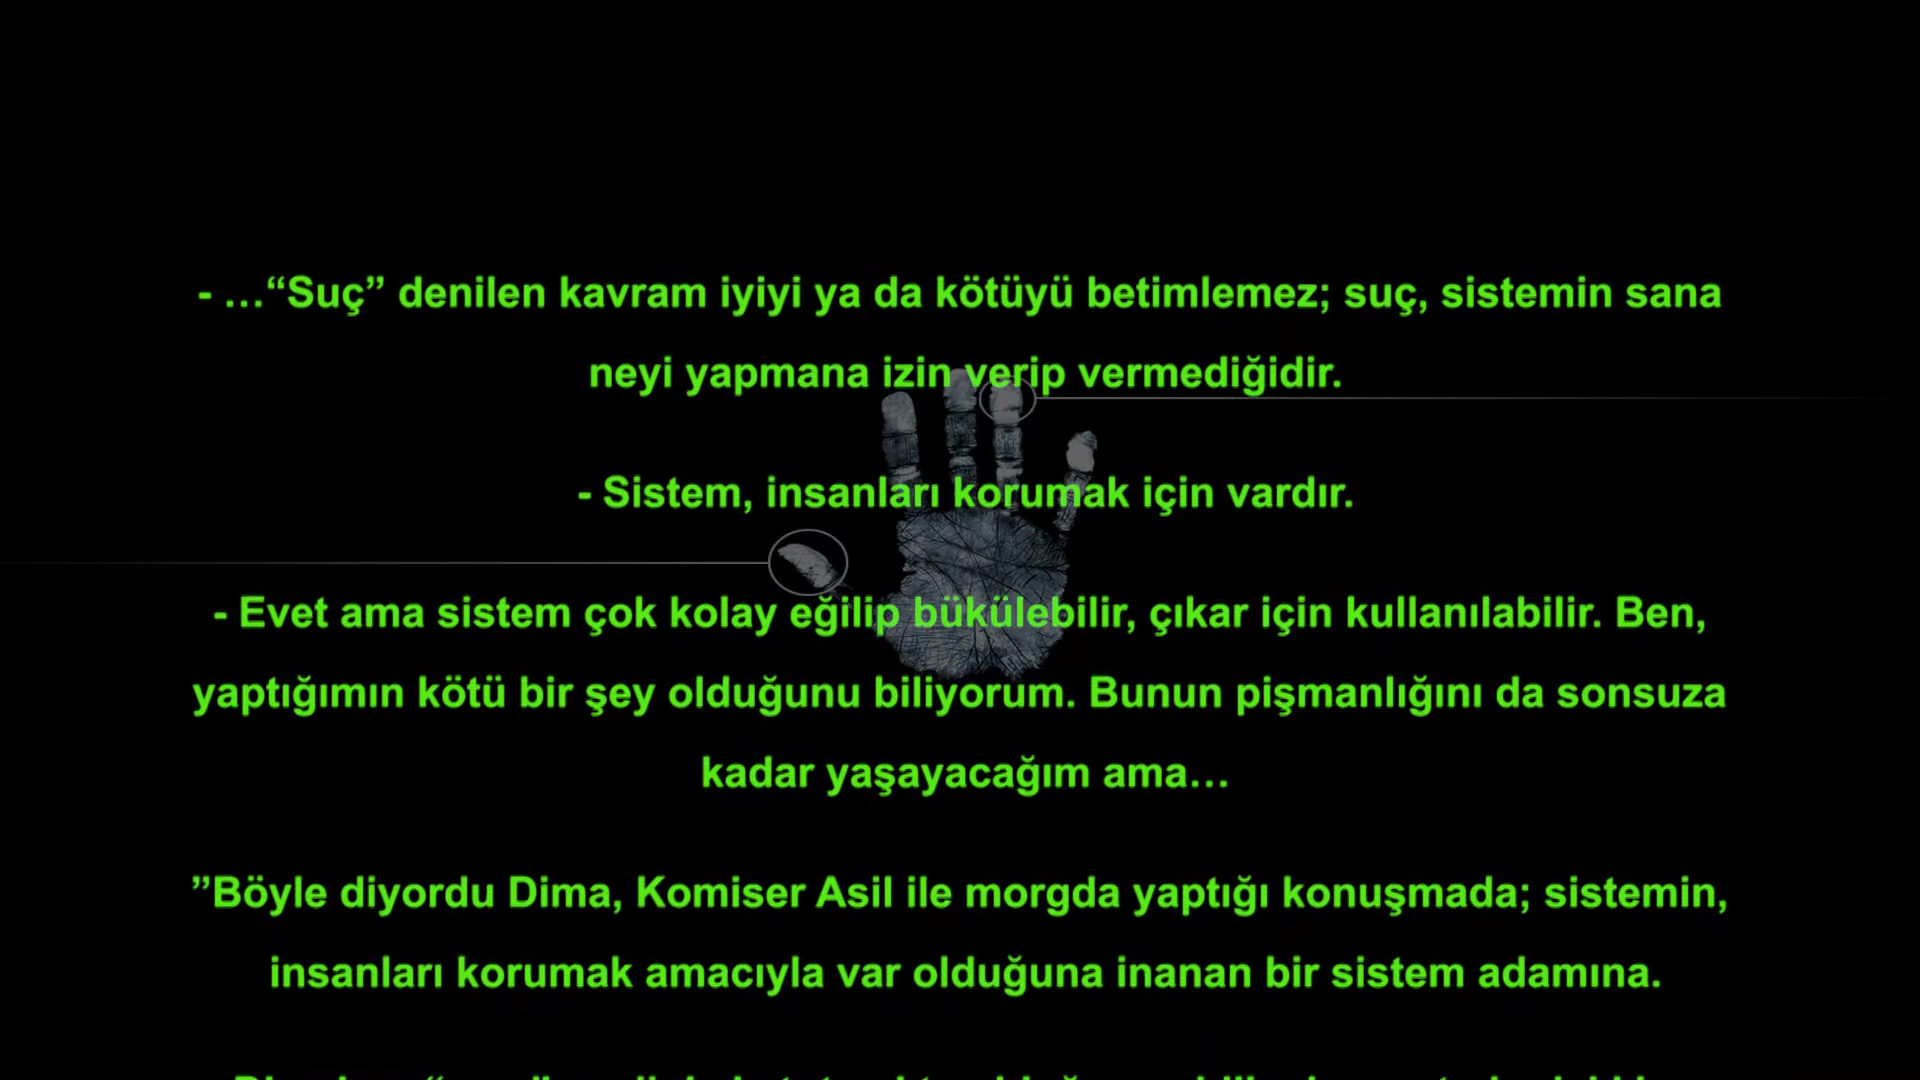 - …“Suç” denilen kavram iyiyi ya da kötüyü betimlemez; suç, sistemin sana
neyi yapmana izin verip vermediğidir.
- Sistem, insanları korumak için vardır.
- Evet ama sistem çok kolay eğilip bükülebilir, çıkar için kullanılabilir. Ben,
yaptığımın kötü bir şey olduğunu biliyorum. Bunun pişmanlığını da sonsuza
kadar yaşayacağım ama…
”Böyle diyordu Dima, Komiser Asil ile morgda yaptığı konuşmada; sistemin,
insanları korumak amacıyla var olduğuna inanan bir sistem adamına.